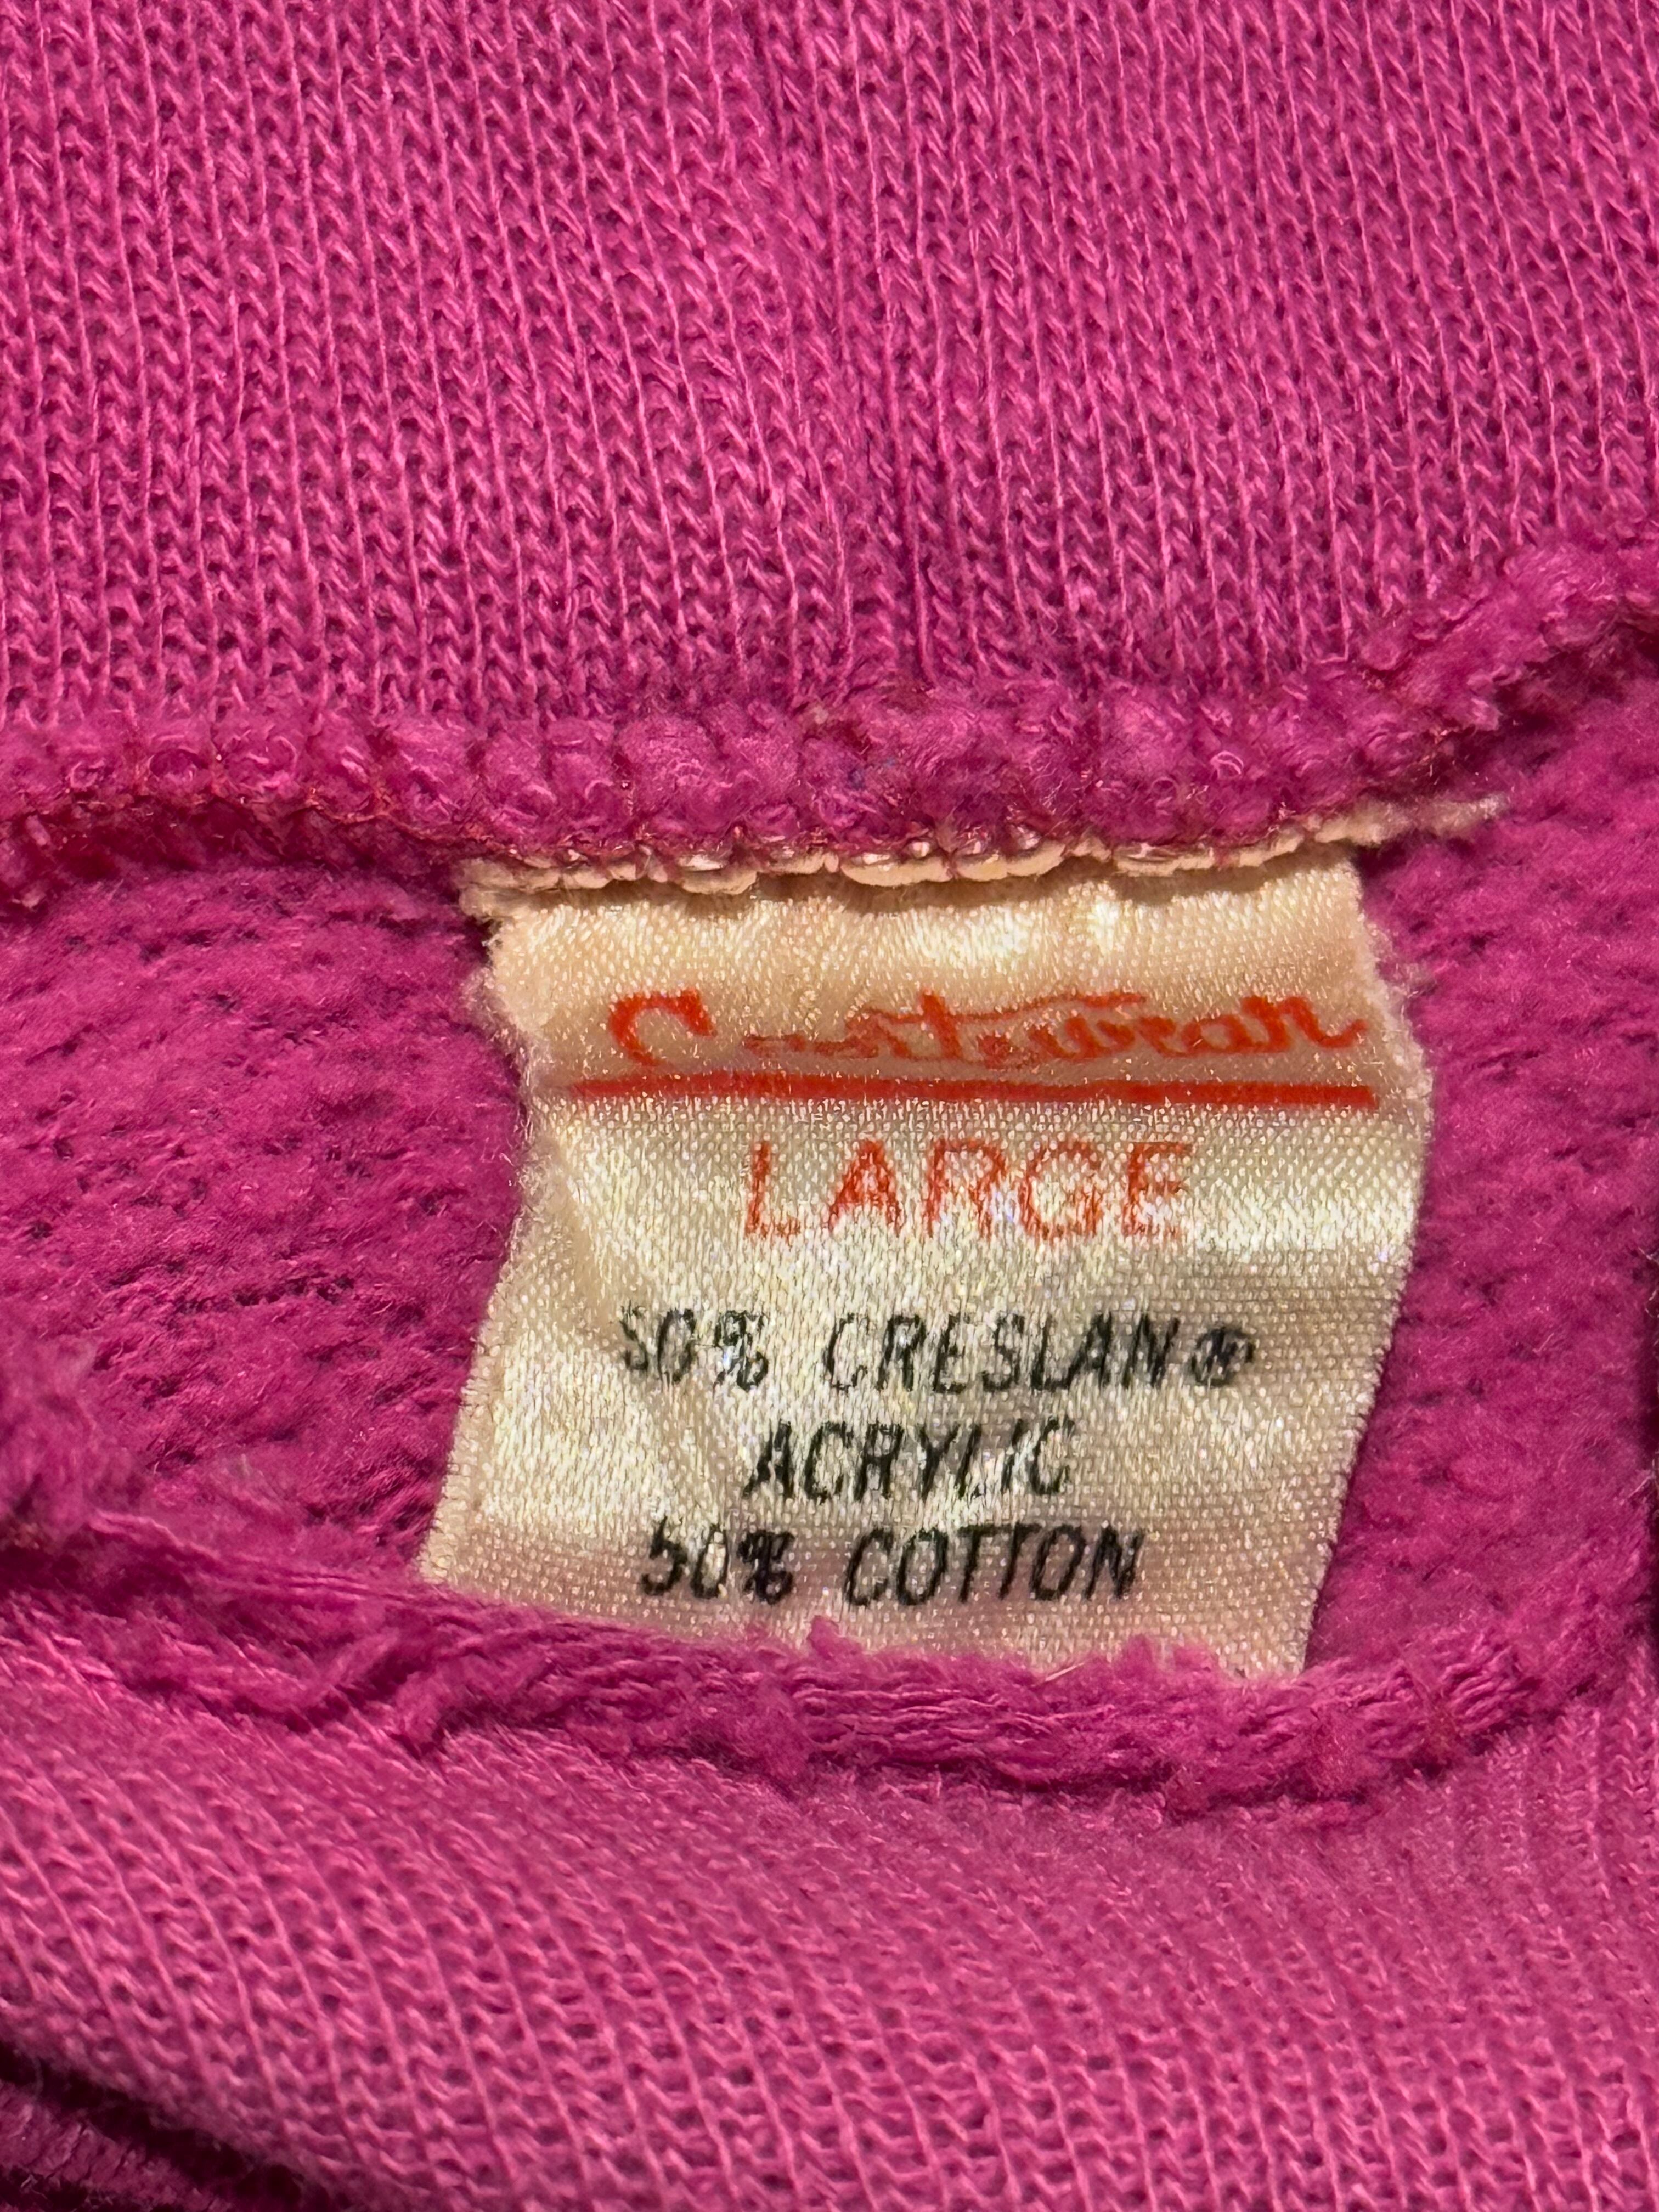 LARGE
50% CRESLAN®
ACRYLIC
50% COTTON